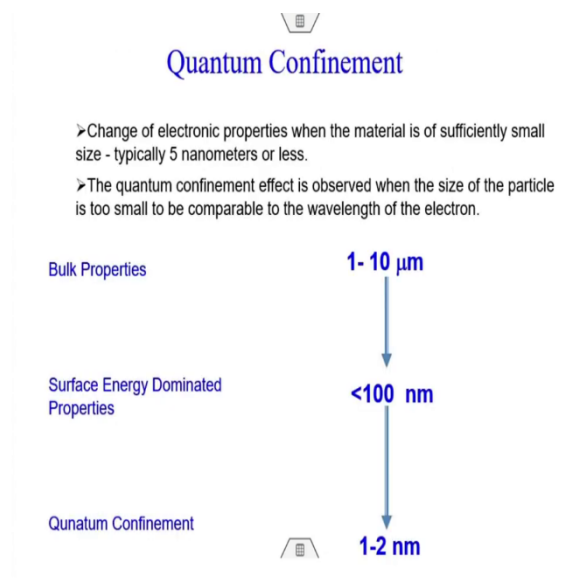 Quantum Confinement
➢Change of electronic properties when the material is of sufficiently small
size - typically 5 nanometers or less.
➢The quantum confinement effect is observed when the size of the particle
is too small to be comparable to the wavelength of the electron.
Bulk Properties
1- 10 μm
Surface Energy Dominated
Properties
<100 nm
Qunatum Confinement
1-2 nm